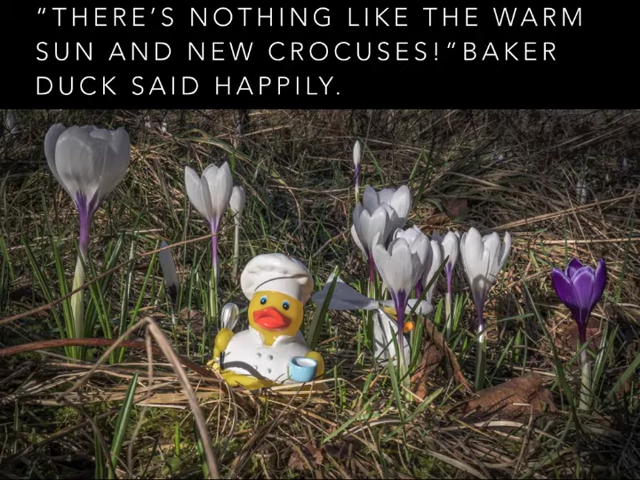 “THERE’S NOTHING LIKE THE WARM
SUN AND NEW CROCUSES!“BAKER
DUCK SAID HAPPILY.